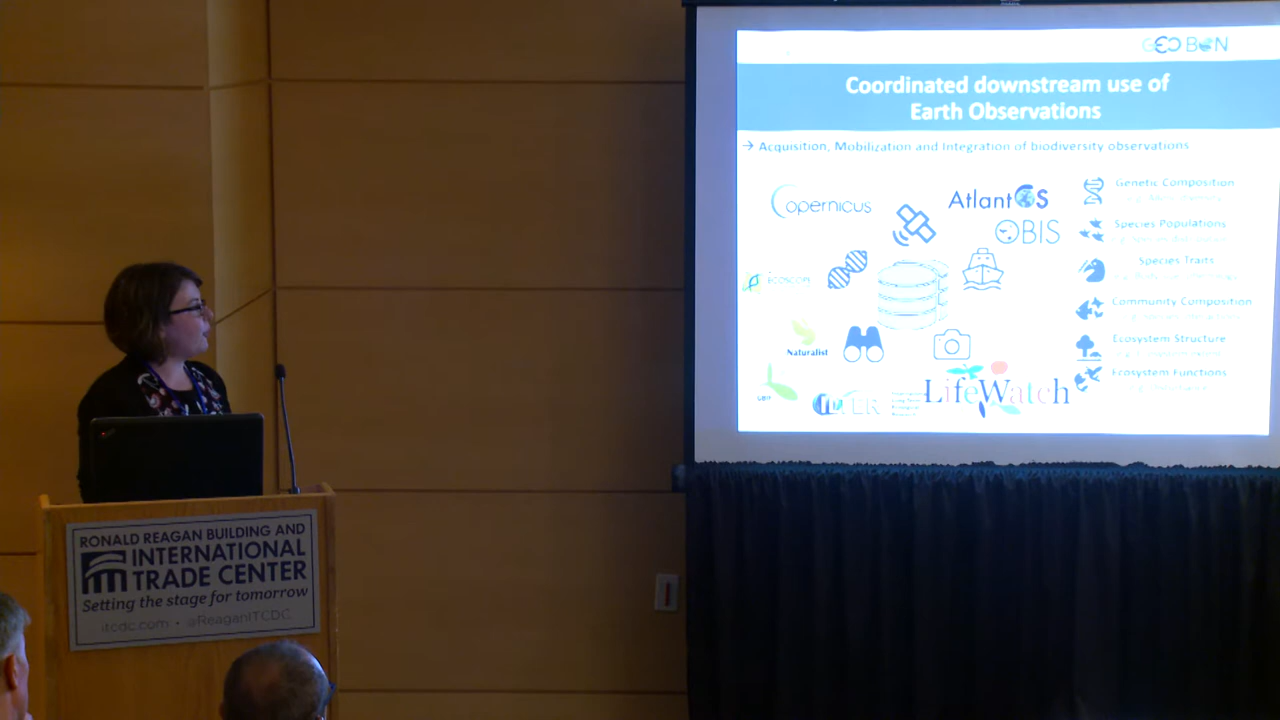 GEO BON
Coordinated downstream use of
Earth Observations
→ Acquisition, Mobilization and Integration of biodiversity observations
Copernicus
AtlantOS
OBIS
ECOSCOPE
Naturalist
GBIF
LifeWatch
Genetic Composition
Species Populations
Species Traits
Community Composition
Ecosystem Structure
Ecosystem Functions
RONALD REAGAN BUILDING AND
INTERNATIONAL
TRADE CENTER
Setting the stage for tomorrow
itcdc.com • @ReaganITCDC